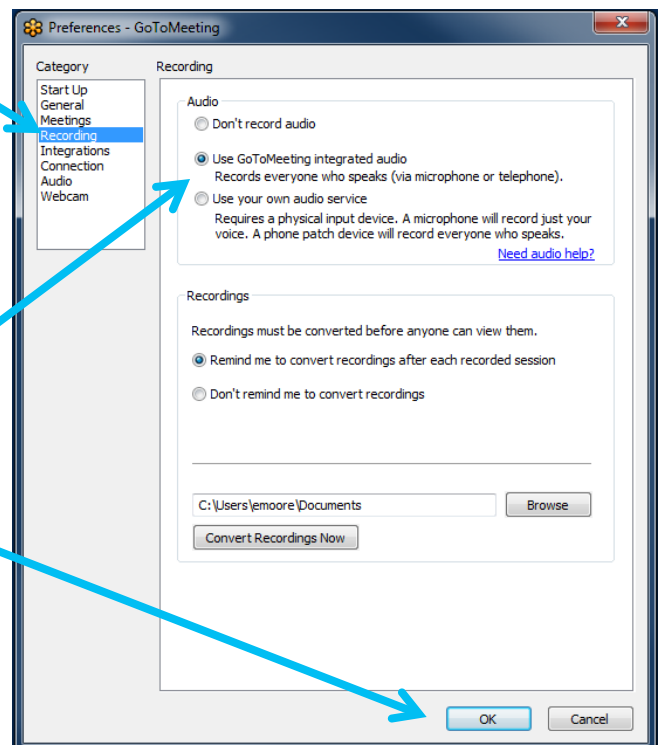 Preferences - GoToMeeting
Category
Start Up
General
Meetings
Recording
Integrations
Connection
Audio
Webcam
Recording
Audio
Don't record audio
Use GoToMeeting integrated audio
Records everyone who speaks (via microphone or telephone).
Use your own audio service
Requires a physical input device. A microphone will record just your
voice. A phone patch device will record everyone who speaks.
Need audio help?
Recordings
Recordings must be converted before anyone can view them.
Remind me to convert recordings after each recorded session
Don't remind me to convert recordings
C:\Users\emoore\Documents
Browse
Convert Recordings Now
OK
Cancel